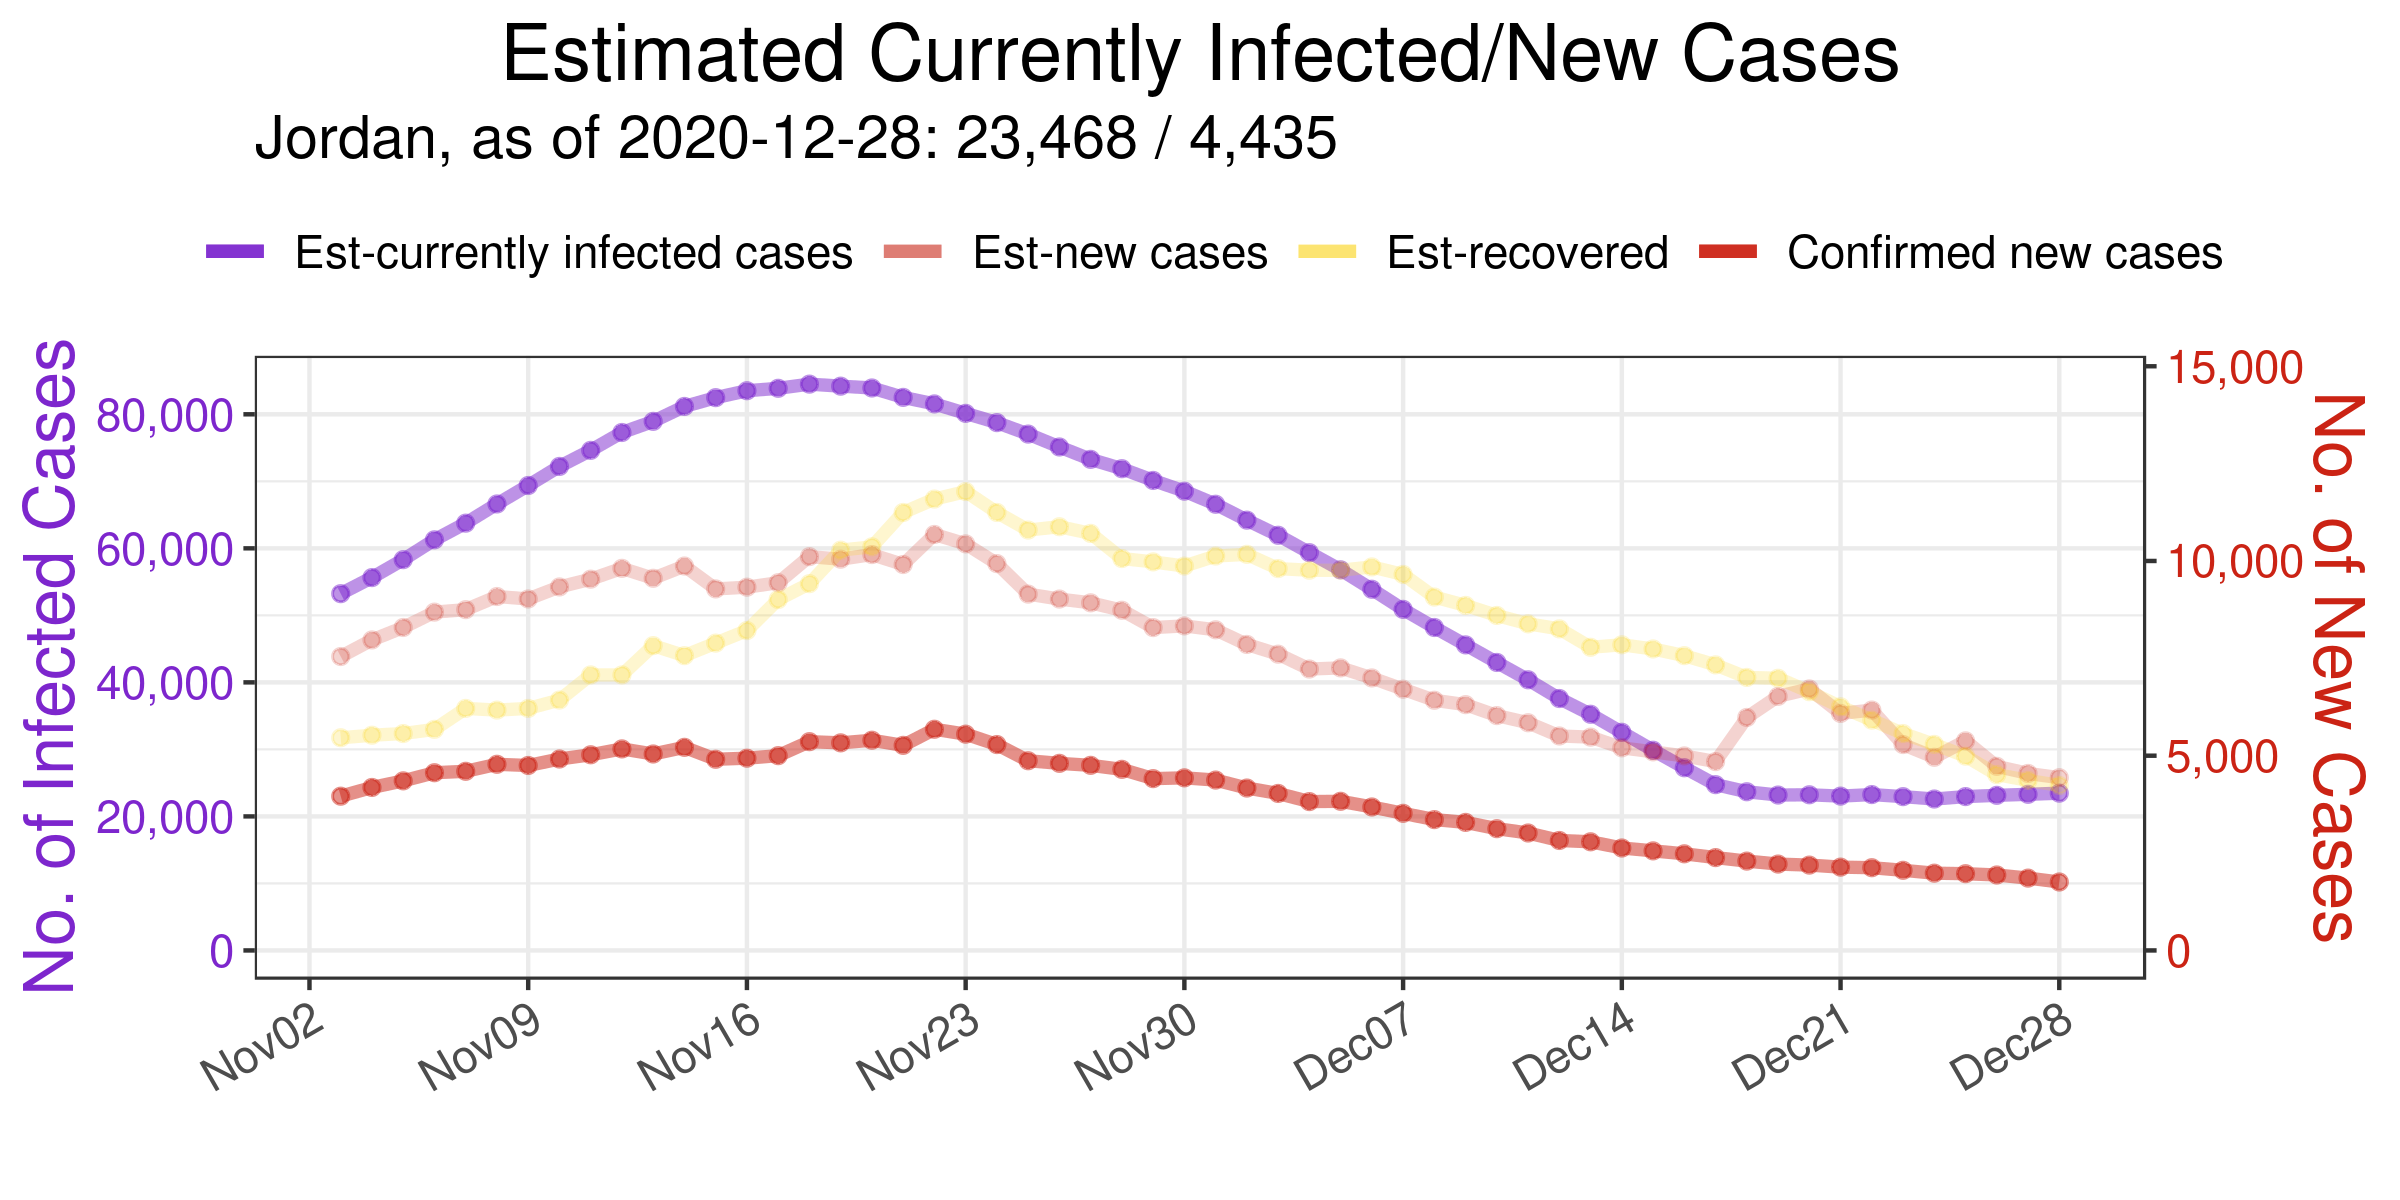 Estimated Currently Infected/New Cases
Jordan, as of 2020-12-28: 23,468 / 4,435
Est-currently infected cases Est-new cases Est-recovered Confirmed new cases
No. of Infected Cases
80,000
60,000
40,000
20,000
0
15,000
10,000
5,000
0
No. of New Cases
Nov02 Nov09 Nov16 Nov23 Nov30 Dec07 Dec14 Dec21 Dec28